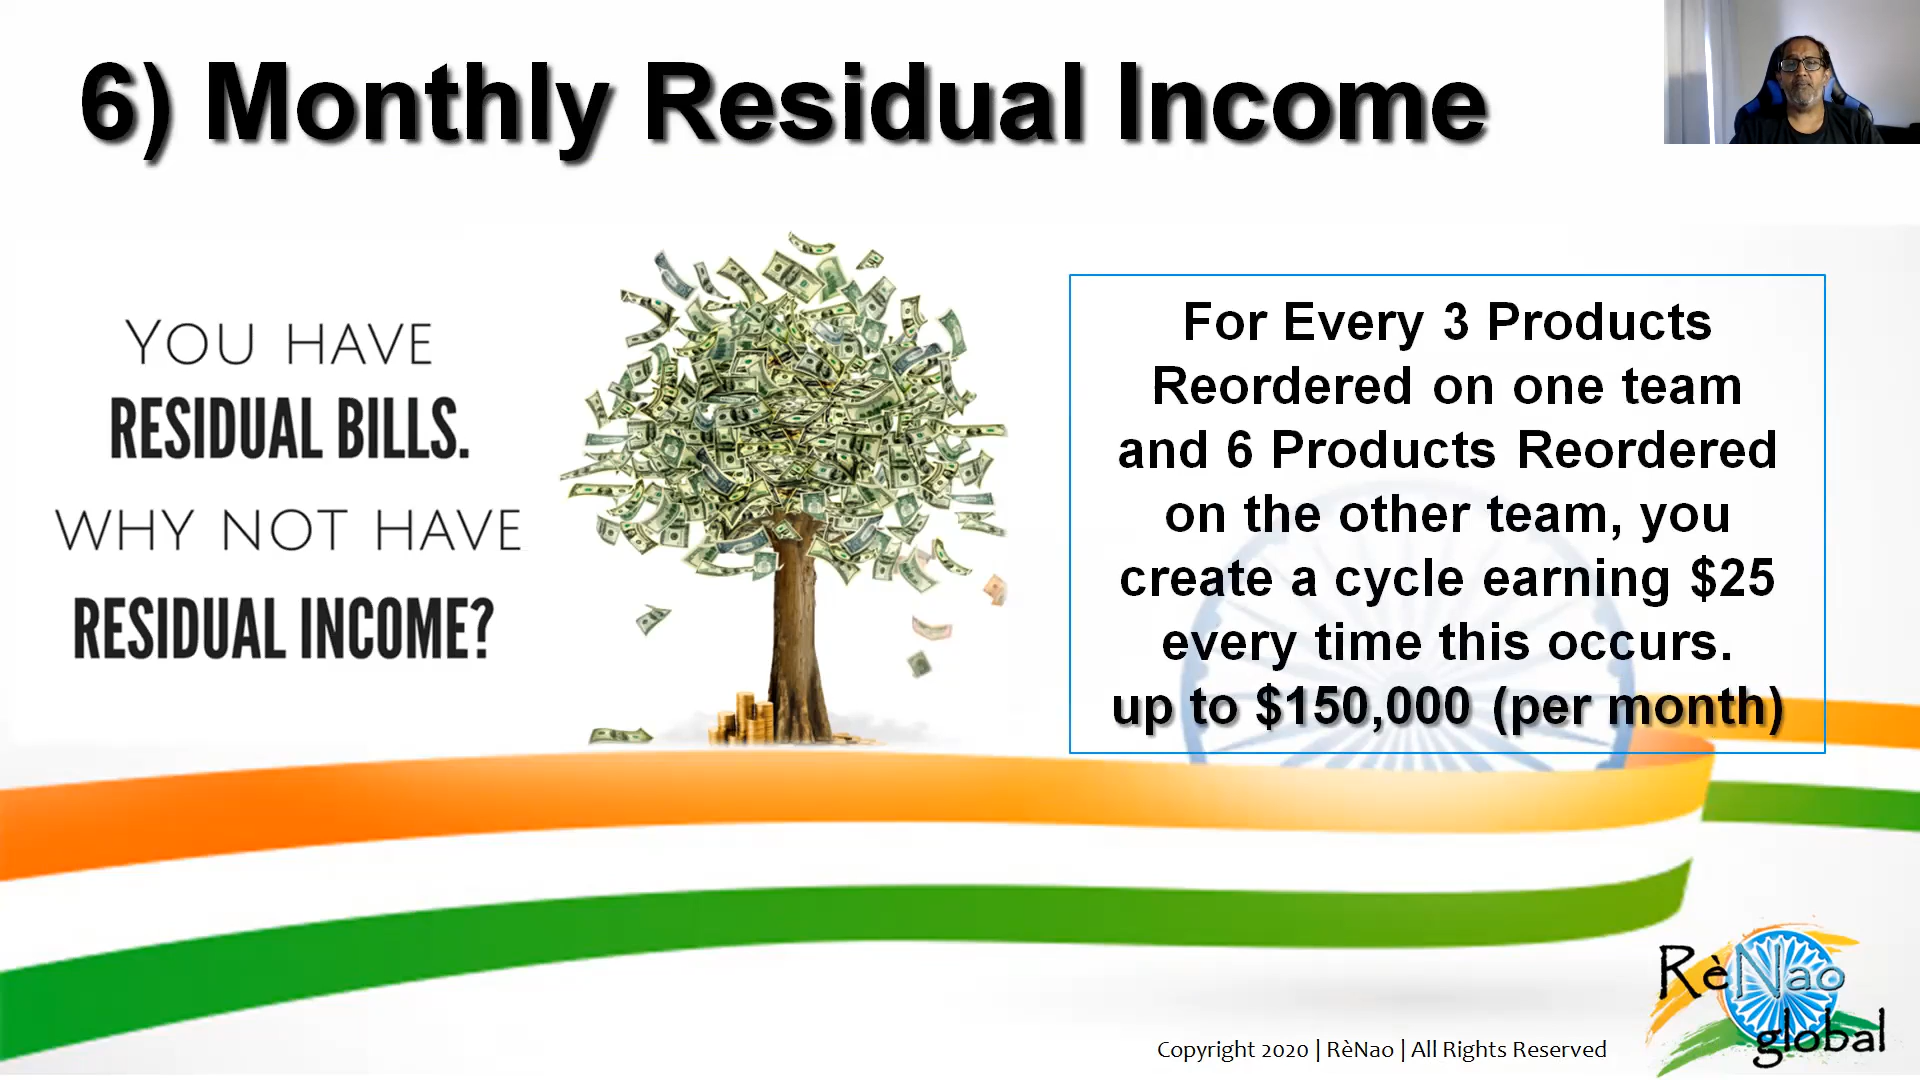 6) Monthly Residual Income
YOU HAVE
RESIDUAL BILLS.
WHY NOT HAVE
RESIDUAL INCOME?
For Every 3 Products
Reordered on one team
and 6 Products Reordered
on the other team, you
create a cycle earning $25
every time this occurs.
up to $150,000 (per month)
RèNao
global
Copyright 2020 | RèNao | All Rights Reserved